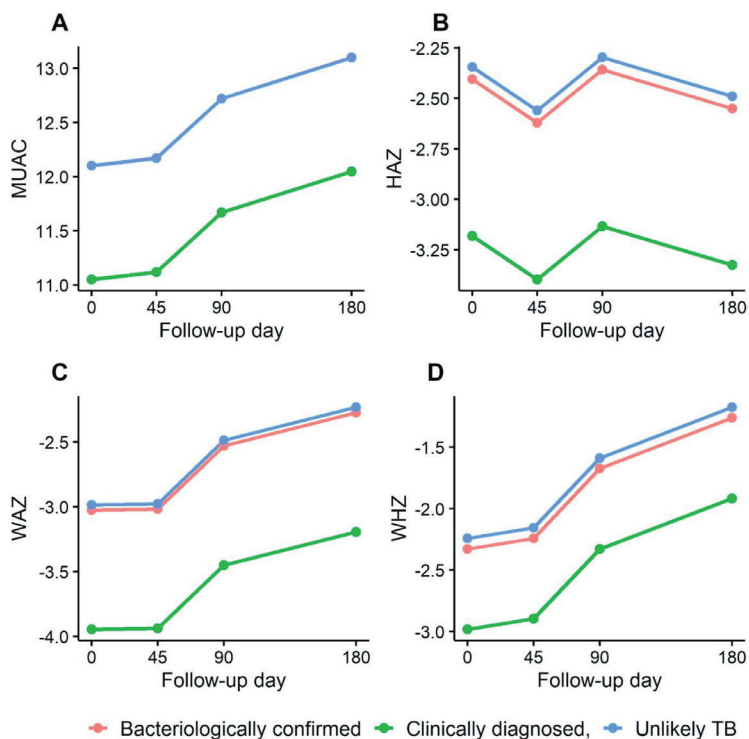 A
MUAC
13.0
12.5
12.0
11.5
11.0
0 45 90 180
Follow-up day
B
HAZ
-2.25
-2.50
-2.75
-3.00
-3.25
0 45 90 180
Follow-up day
C
WAZ
-2.5
-3.0
-3.5
-4.0
0 45 90 180
Follow-up day
D
WHZ
-1.5
-2.0
-2.5
-3.0
0 45 90 180
Follow-up day
Bacteriologically confirmed Clinically diagnosed, Unlikely TB